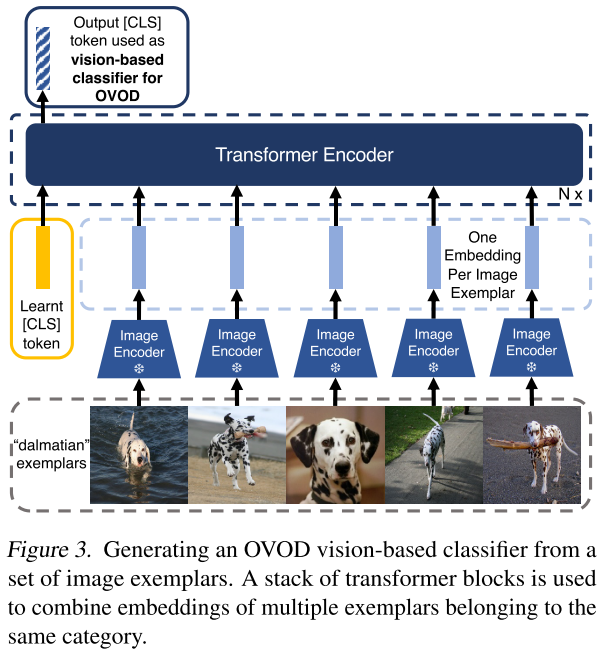 Output [CLS]
token used as
vision-based
classifier for
OVOD
Transformer Encoder
N x
One
Embedding
Per Image
Exemplar
Learnt
[CLS]
token
Image
Encoder
Image
Encoder
Image
Encoder
Image
Encoder
Image
Encoder
“dalmatian”
exemplars
Figure 3. Generating an OVOD vision-based classifier from a
set of image exemplars. A stack of transformer blocks is used
to combine embeddings of multiple exemplars belonging to the
same category.